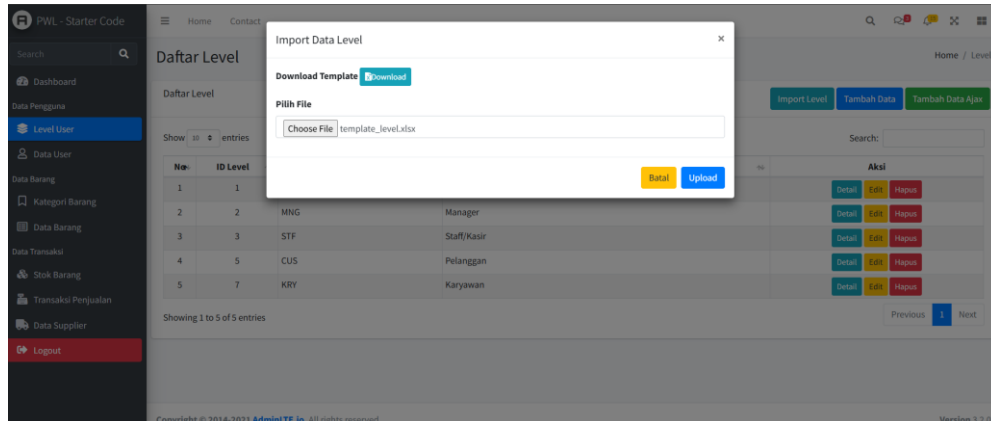 PWL - Starter Code
Home Contact
Search
Dashboard
Data Pengguna
Level User
Data User
Data Barang
Kategori Barang
Data Barang
Data Transaksi
Stok Barang
Transaksi Penjualan
Data Supplier
Logout
Daftar Level
Home / Level
Daftar Level
Import Level Tambah Data Tambah Data Ajax
Show 10 entries
Search:
No ID Level Aksi
1 1 Detail Edit Hapus
2 2 MNG Manager Detail Edit Hapus
3 3 STF Staff/Kasir Detail Edit Hapus
4 5 CUS Pelanggan Detail Edit Hapus
5 7 KRY Karyawan Detail Edit Hapus
Showing 1 to 5 of 5 entries
Previous 1 Next
Import Data Level ×
Download Template Download
Pilih File
Choose File template_level.xlsx
Batal Upload
Copyright © 2014-2021 AdminLTE.io. All rights reserved.
Version 3.2.0